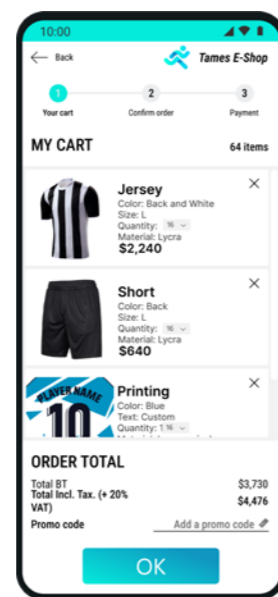 10:00
Back
Tames E-Shop
1 2 3
Your cart Confirm order Payment
MY CART 64 items
Jersey
Color: Back and White
Size: L
Quantity: 16
Material: Lycra
$2,240
Short
Color: Back
Size: L
Quantity: 16
Material: Lycra
$640
PLAYER NAME
10
Printing
Color: Blue
Text: Custom
Quantity: 1 16
ORDER TOTAL
Total BT $3,730
Total Incl. Tax. (+ 20% VAT) $4,476
Promo code Add a promo code
OK